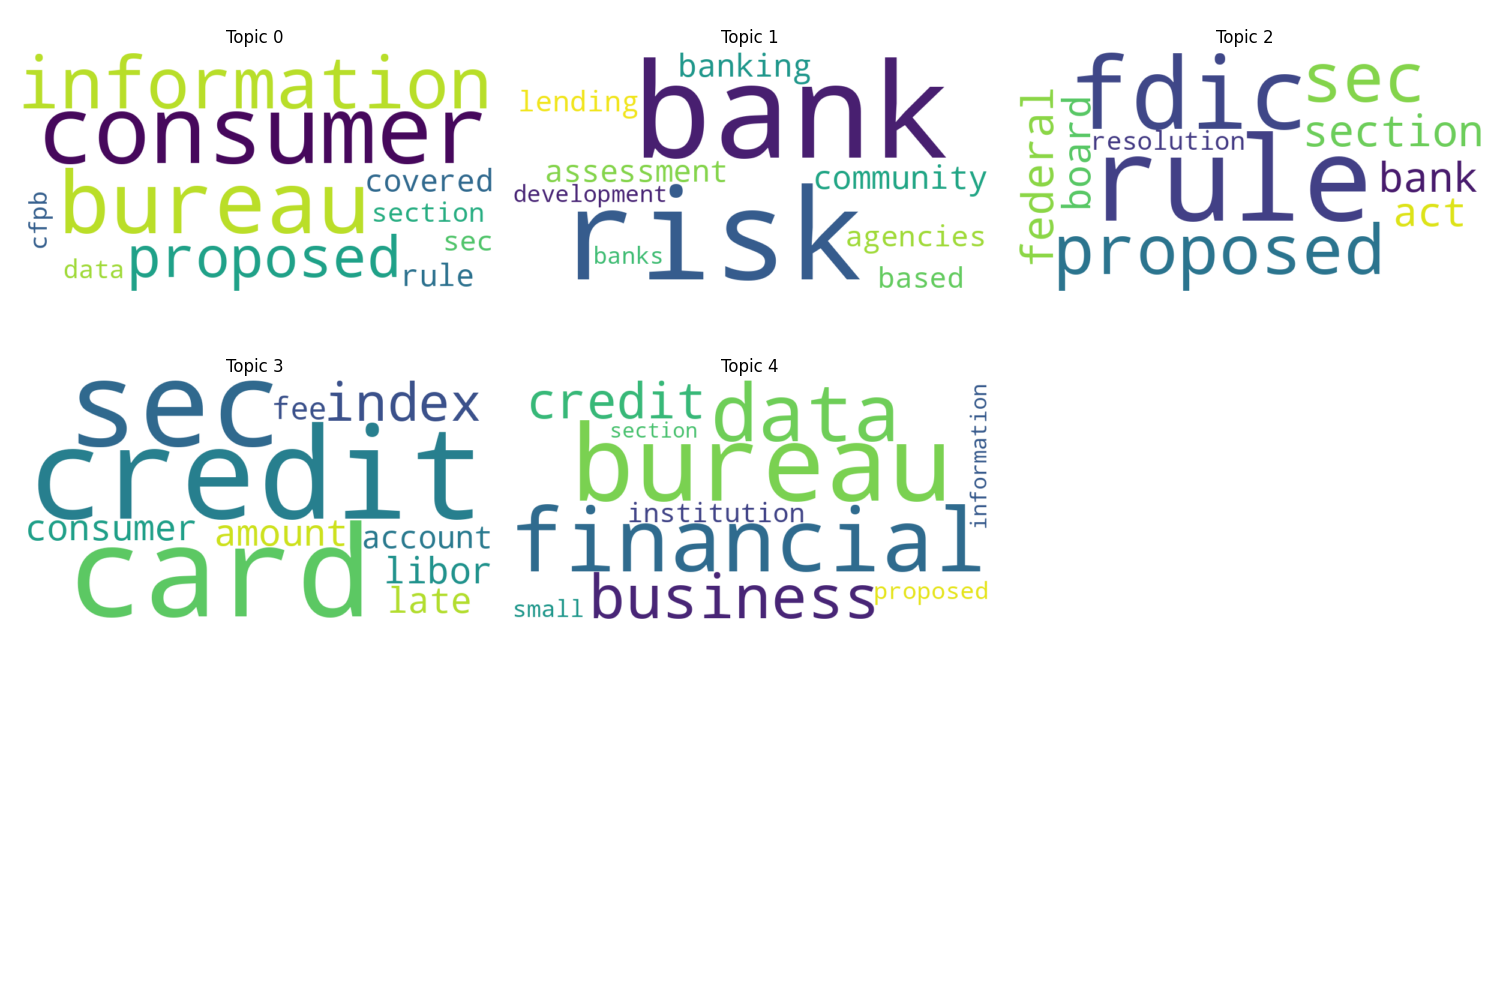 Topic 0
information
consumer
bureau
covered
cfpb
section
sec
data
proposed
rule
Topic 1
banking
bank
lending
assessment
community
development
risk
agencies
banks
based
Topic 2
fdic
sec
federal
board
section
resolution
rule
bank
act
proposed
Topic 3
sec
fee
index
credit
consumer
amount
account
card
libor
late
Topic 4
credit
data
information
section
bureau
institution
financial
business
proposed
small